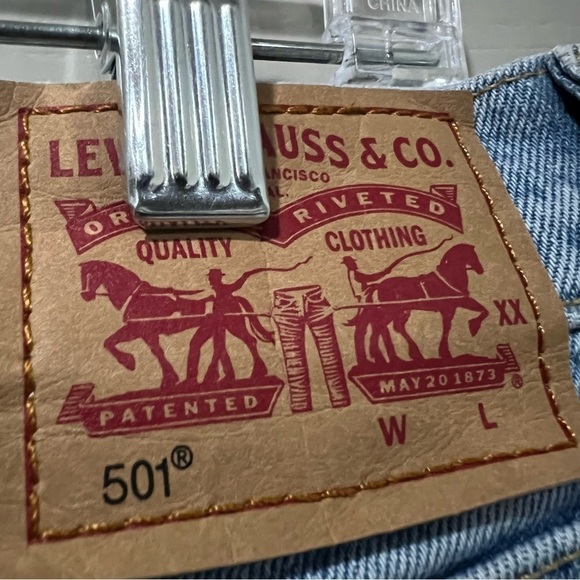 CHINA
LEV AUSS & CO.
ANCISCO
AL.
OR RIVETED
QUALITY CLOTHING
XX
PATENTED MAY 20 1873 ®
W L
501®